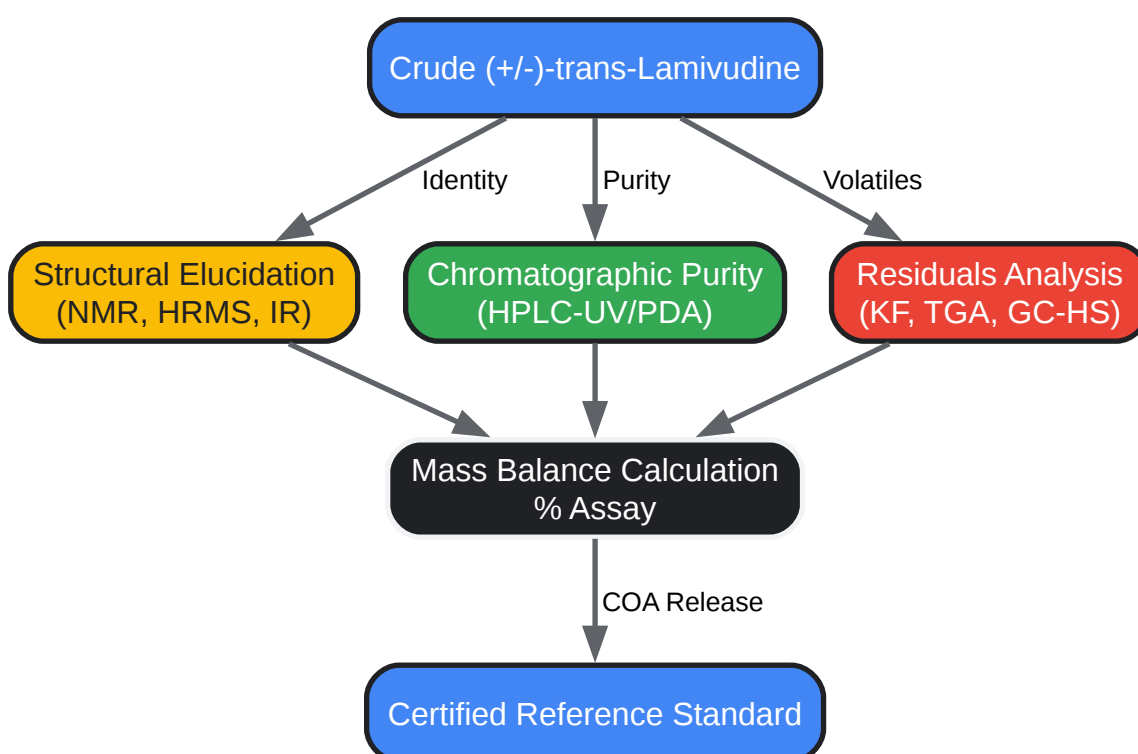 Crude (+/-)-trans-Lamivudine
Identity
Purity
Volatiles
Structural Elucidation
(NMR, HRMS, IR)
Chromatographic Purity
(HPLC-UV/PDA)
Residuals Analysis
(KF, TGA, GC-HS)
Mass Balance Calculation
% Assay
COA Release
Certified Reference Standard